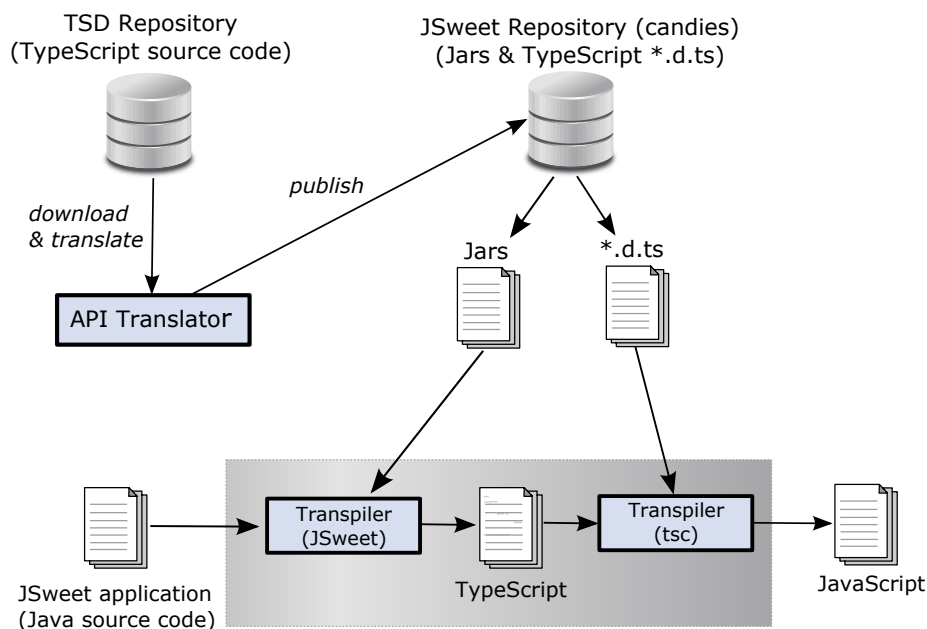 TSD Repository
(TypeScript source code)
JSweet Repository (candies)
(Jars & TypeScript *.d.ts)
publish
download
& translate
Jars
*.d.ts
API Translator
Transpiler
(JSweet)
Transpiler
(tsc)
TypeScript
JavaScript
JSweet application
(Java source code)